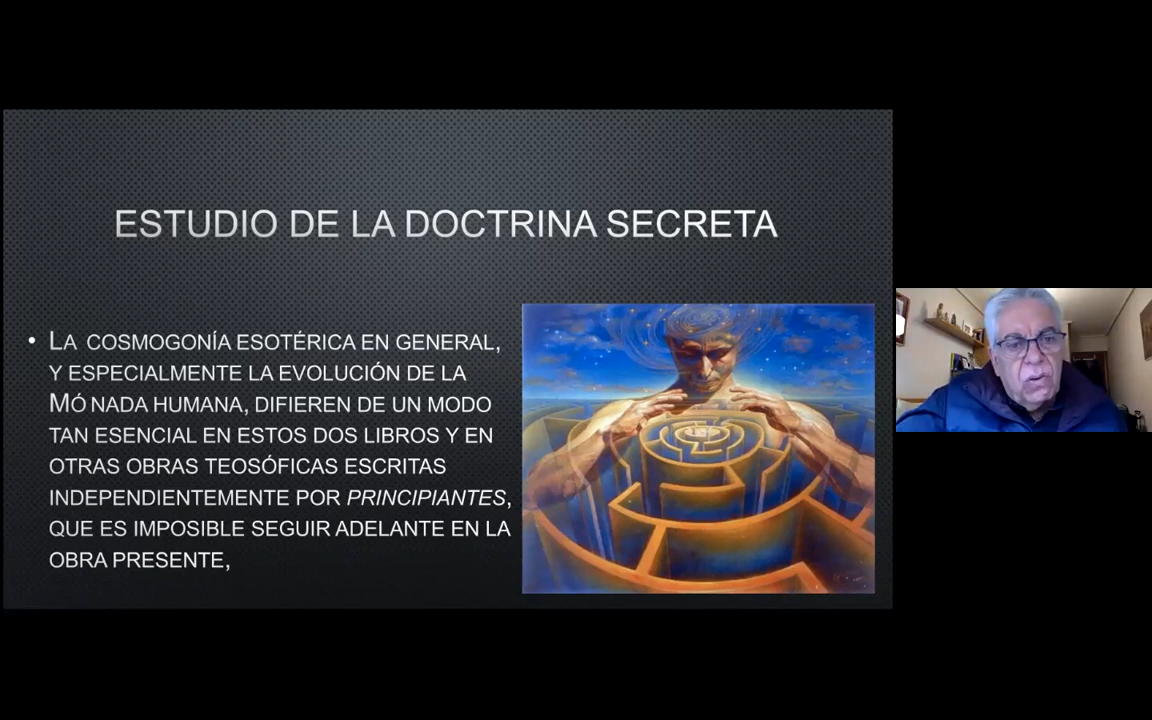 ESTUDIO DE LA DOCTRINA SECRETA
• LA COSMOGONÍA ESOTÉRICA EN GENERAL,
Y ESPECIALMENTE LA EVOLUCIÓN DE LA
MÓ NADA HUMANA, DIFIEREN DE UN MODO
TAN ESENCIAL EN ESTOS DOS LIBROS Y EN
OTRAS OBRAS TEOSÓFICAS ESCRITAS
INDEPENDIENTEMENTE POR PRINCIPIANTES,
QUE ES IMPOSIBLE SEGUIR ADELANTE EN LA
OBRA PRESENTE,